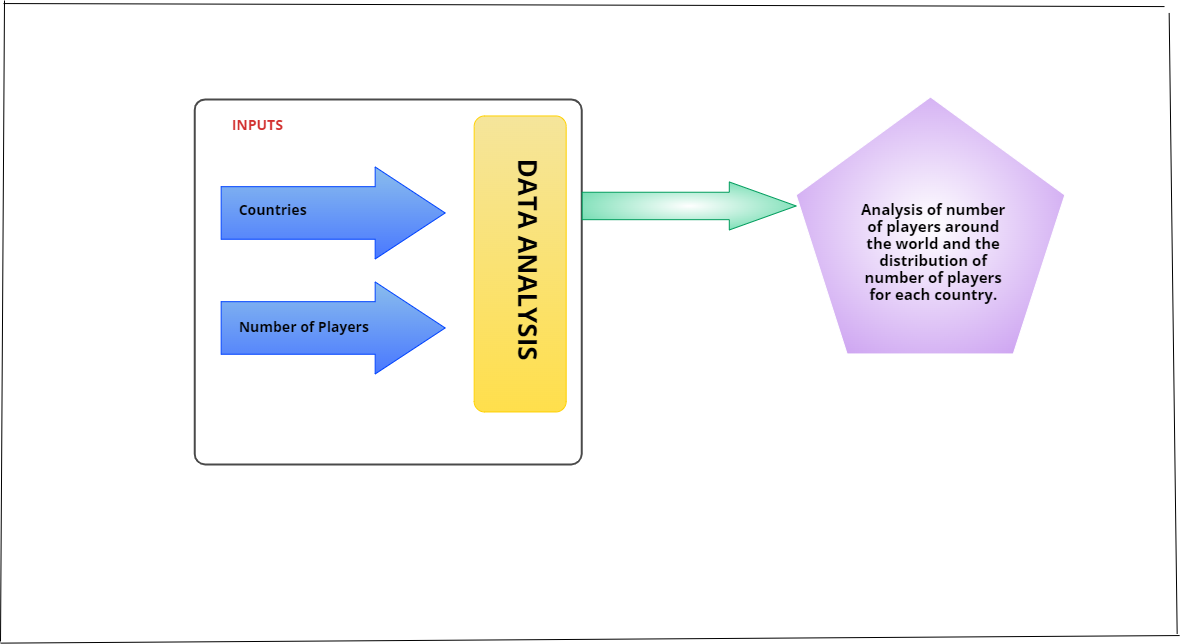 INPUTS
Countries
Number of Players
DATA ANALYSIS
Analysis of number
of players around
the world and the
distribution of
number of players
for each country.